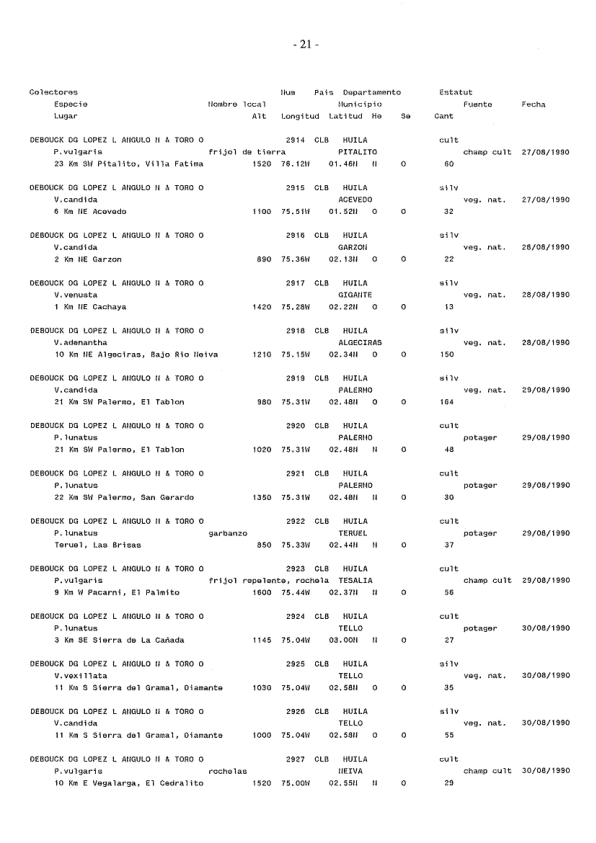 - 21 -
Colectores Num Pais Departamento Estatut
Especie Nombre local Municipio Fuente Fecha
Lugar Alt Longitud Latitud He Se Cant
DEBOUCK DG LOPEZ L ANGULO N & TORO O 2914 CLB HUILA cult
P.vulgaris frijol de tierra PITALITO champ cult 27/08/1990
23 Km SW Pitalito, Villa Fatima 1520 76.12W 01.46N N O 60
DEBOUCK DG LOPEZ L ANGULO N & TORO O 2915 CLB HUILA silv
V.candida ACEVEDO veg. nat. 27/08/1990
6 Km NE Acevedo 1100 75.51W 01.52N O O 32
DEBOUCK DG LOPEZ L ANGULO N & TORO O 2916 CLB HUILA silv
V.candida GARZON veg. nat. 28/08/1990
2 Km NE Garzon 890 75.36W 02.13N O O 22
DEBOUCK DG LOPEZ L ANGULO N & TORO O 2917 CLB HUILA silv
V.venusta GIGANTE veg. nat. 28/08/1990
1 Km NE Cachaya 1420 75.28W 02.22N O O 13
DEBOUCK DG LOPEZ L ANGULO N & TORO O 2918 CLB HUILA silv
V.adenantha ALGECIRAS veg. nat. 28/08/1990
10 Km NE Algeciras, Bajo Rio Neiva 1210 75.15W 02.34N O O 150
DEBOUCK DG LOPEZ L ANGULO N & TORO O 2919 CLB HUILA silv
V.candida PALERMO veg. nat. 29/08/1990
21 Km SW Palermo, El Tablon 980 75.31W 02.48N O O 164
DEBOUCK DG LOPEZ L ANGULO N & TORO O 2920 CLB HUILA cult
P.lunatus PALERMO potager 29/08/1990
21 Km SW Palermo, El Tablon 1020 75.31W 02.48N N O 48
DEBOUCK DG LOPEZ L ANGULO N & TORO O 2921 CLB HUILA cult
P.lunatus PALERMO potager 29/08/1990
22 Km SW Palermo, San Gerardo 1350 75.31W 02.48N N O 30
DEBOUCK DG LOPEZ L ANGULO N & TORO O 2922 CLB HUILA cult
P.lunatus garbanzo TERUEL potager 29/08/1990
Teruel, Las Brisas 850 75.33W 02.44N N O 37
DEBOUCK DG LOPEZ L ANGULO N & TORO O 2923 CLB HUILA cult
P.vulgaris frijol repelente, rochela TESALIA champ cult 29/08/1990
9 Km W Pacarni, El Palmito 1600 75.44W 02.37N N O 56
DEBOUCK DG LOPEZ L ANGULO N & TORO O 2924 CLB HUILA cult
P.lunatus TELLO potager 30/08/1990
3 Km SE Sierra de La Cañada 1145 75.04W 03.00N N O 27
DEBOUCK DG LOPEZ L ANGULO N & TORO O 2925 CLB HUILA silv
V.vexillata TELLO veg. nat. 30/08/1990
11 Km S Sierra del Gramal, Diamante 1030 75.04W 02.58N O O 35
DEBOUCK DG LOPEZ L ANGULO N & TORO O 2926 CLB HUILA silv
V.candida TELLO veg. nat. 30/08/1990
11 Km S Sierra del Gramal, Diamante 1000 75.04W 02.58N O O 55
DEBOUCK DG LOPEZ L ANGULO N & TORO O 2927 CLB HUILA cult
P.vulgaris rochelas NEIVA champ cult 30/08/1990
10 Km E Vegalarga, El Cedralito 1520 75.00W 02.55N N O 29